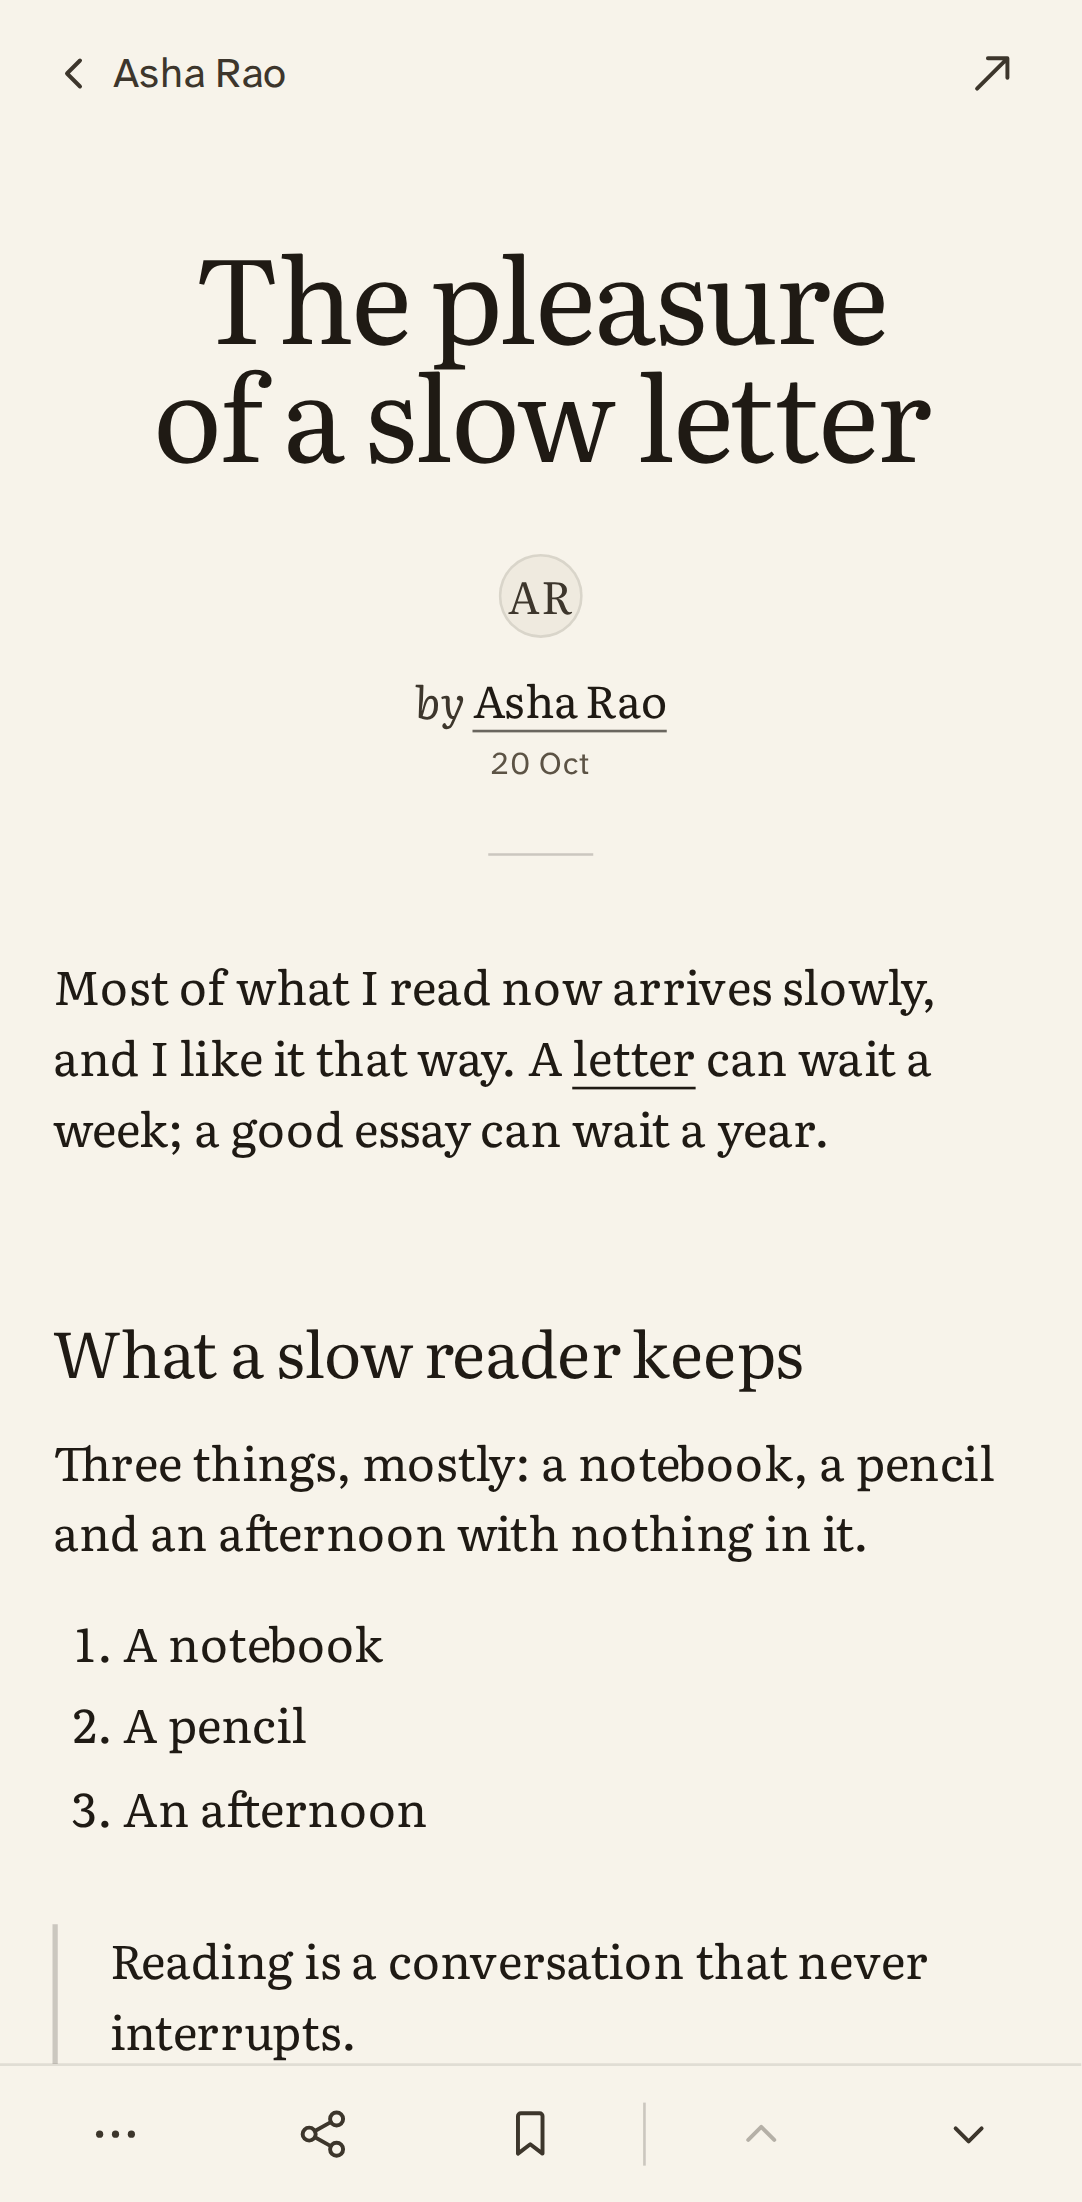 Asha Rao
The pleasure
of a slow letter
AR
by Asha Rao
20 Oct
Most of what I read now arrives slowly,
and I like it that way. A letter can wait a
week; a good essay can wait a year.
What a slow reader keeps
Three things, mostly: a notebook, a pencil
and an afternoon with nothing in it.
1. A notebook
2. A pencil
3. An afternoon
Reading is a conversation that never
interrupts.